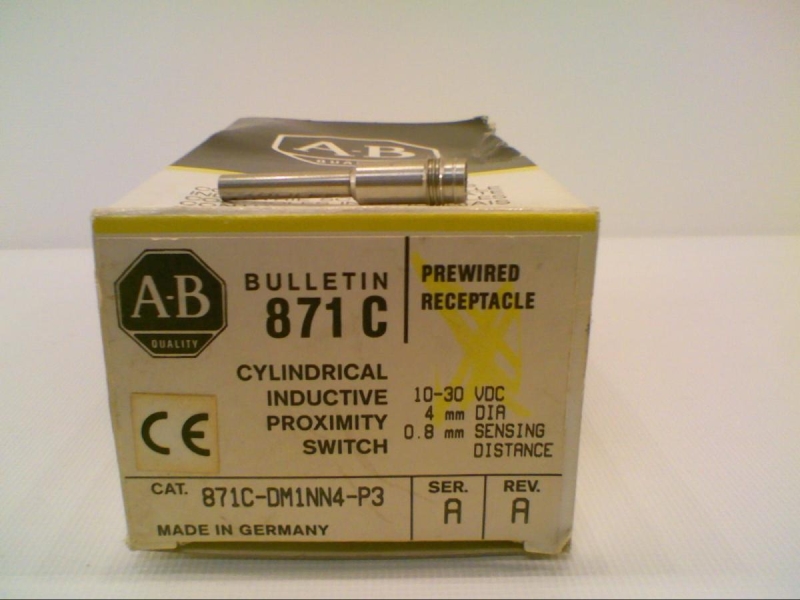 A-B
QUA
A-B
QUALITY
BULLETIN
871 C
PREWIRED
RECEPTACLE
CYLINDRICAL
INDUCTIVE
PROXIMITY
SWITCH
10-30 VDC
4 mm DIA
0.8 mm SENSING
DISTANCE
CE
CAT. 871C-DM1NN4-P3
SER.
A
REV.
A
MADE IN GERMANY